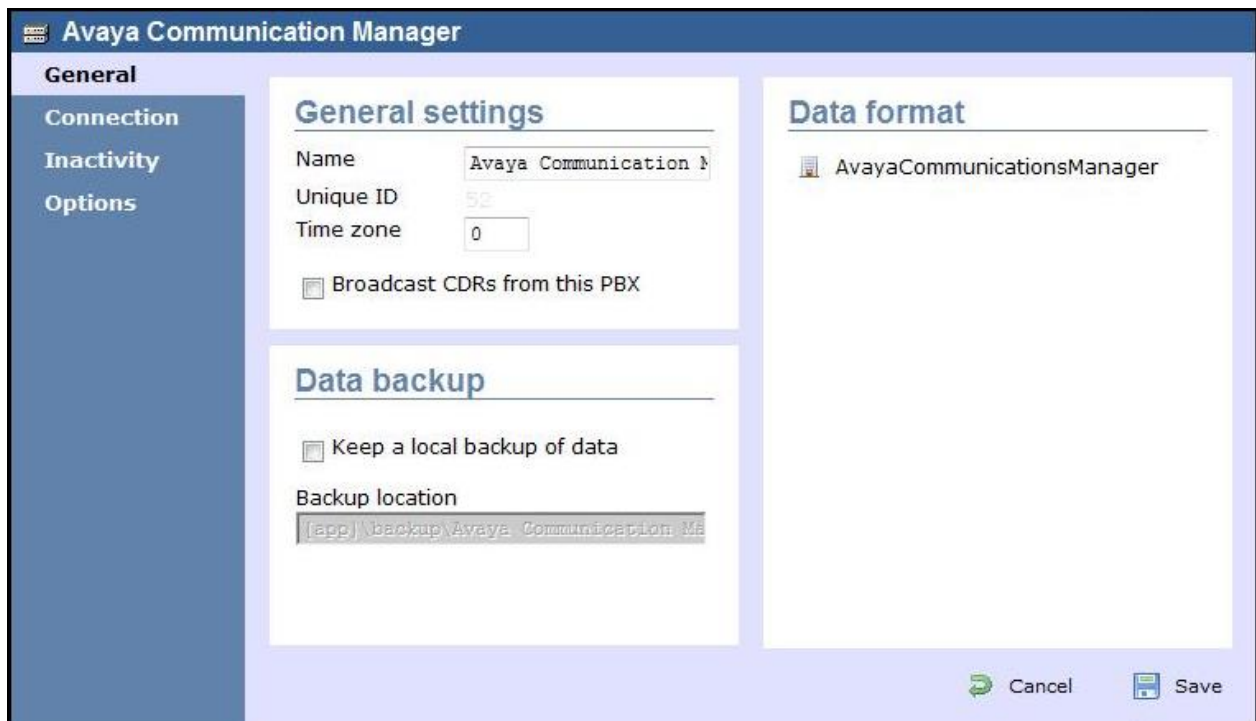 Avaya Communication Manager
General
Connection
Inactivity
Options
General settings
Name
Avaya Communication M
Unique ID
52
Time zone
0
Broadcast CDRs from this PBX
Data backup
Keep a local backup of data
Backup location
[app]\backup\Avaya Communication Ma
Data format
AvayaCommunicationsManager
Cancel
Save